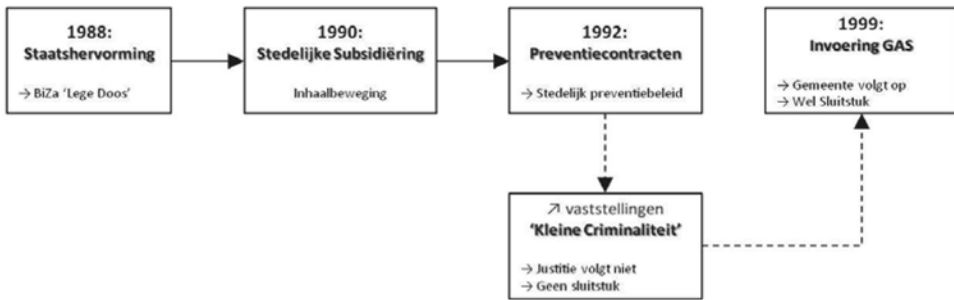 1988:
Staatshervorming
→ BiZa ‘Lege Doos’
1990:
Stedelijke Subsidiëring
Inhaalbeweging
1992:
Preventiecontracten
→ Stedelijk preventiebeleid
1999:
Invoering GAS
→ Gemeente volgt op
→ Wel Sluitstuk
↗ vaststellingen
‘Kleine Criminaliteit’
→ Justitie volgt niet
→ Geen sluitstuk